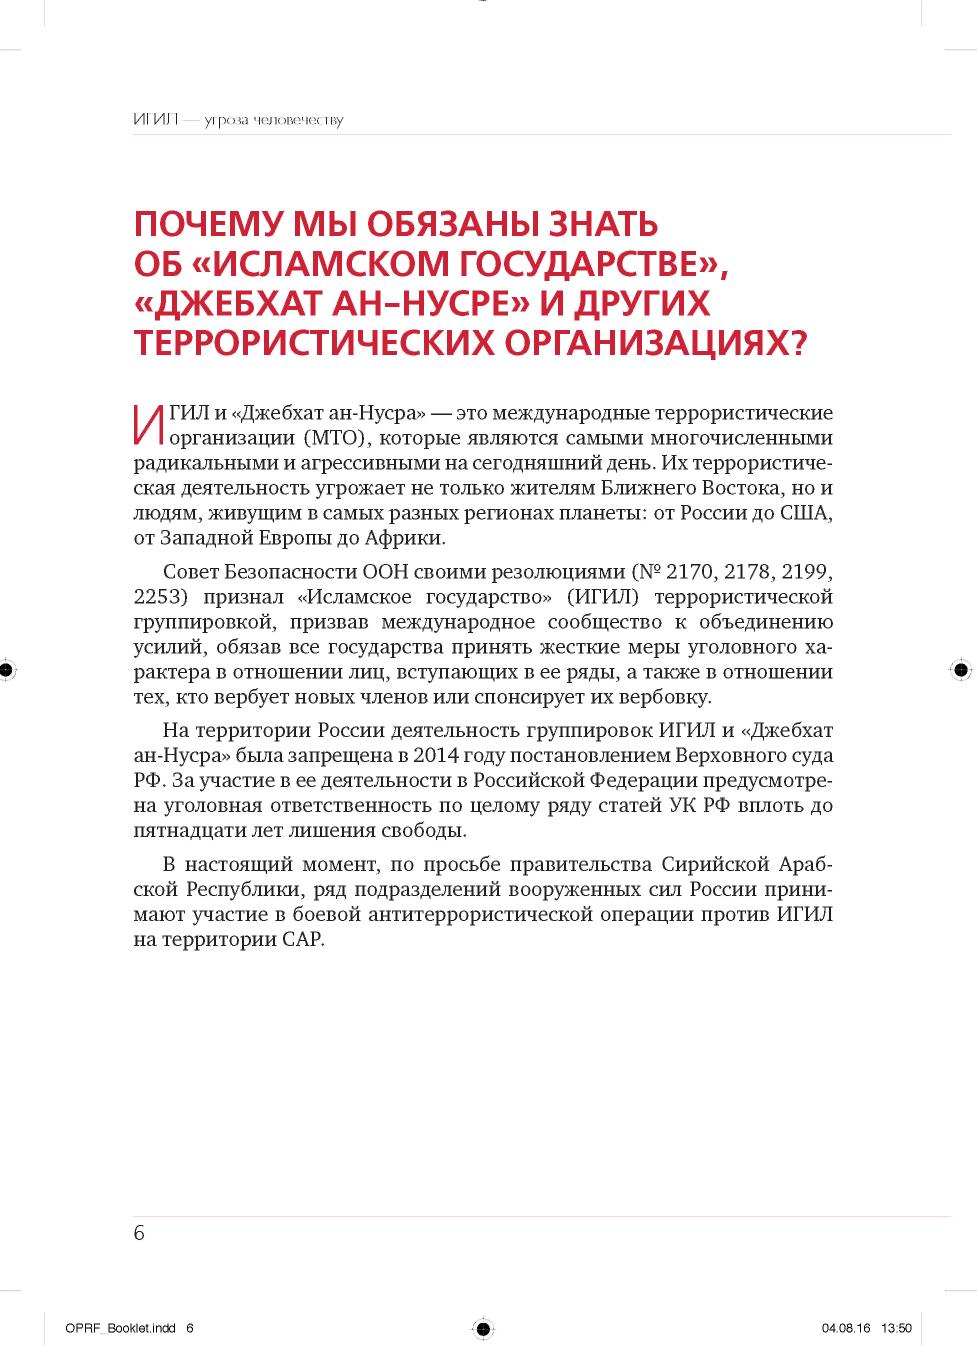 ИГИЛ — угроза человечеству
ПОЧЕМУ МЫ ОБЯЗАНЫ ЗНАТЬ
ОБ «ИСЛАМСКОМ ГОСУДАРСТВЕ»,
«ДЖЕБХАТ АН-НУСРЕ» И ДРУГИХ
ТЕРРОРИСТИЧЕСКИХ ОРГАНИЗАЦИЯХ?
ИГИЛ и «Джебхат ан-Нусра» — это международные террористические
организации (МТО), которые являются самыми многочисленными
радикальными и агрессивными на сегодняшний день. Их террористиче-
ская деятельность угрожает не только жителям Ближнего Востока, но и
людям, живущим в самых разных регионах планеты: от России до США,
от Западной Европы до Африки.
Совет Безопасности ООН своими резолюциями (№ 2170, 2178, 2199,
2253) признал «Исламское государство» (ИГИЛ) террористической
группировкой, призвав международное сообщество к объединению
усилий, обязав все государства принять жесткие меры уголовного ха-
рактера в отношении лиц, вступающих в ее ряды, а также в отношении
тех, кто вербует новых членов или спонсирует их вербовку.
На территории России деятельность группировок ИГИЛ и «Джебхат
ан-Нусра» была запрещена в 2014 году постановлением Верховного суда
РФ. За участие в ее деятельности в Российской Федерации предусмотре-
на уголовная ответственность по целому ряду статей УК РФ вплоть до
пятнадцати лет лишения свободы.
В настоящий момент, по просьбе правительства Сирийской Араб-
ской Республики, ряд подразделений вооруженных сил России прини-
мают участие в боевой антитеррористической операции против ИГИЛ
на территории САР.
6
OPRF_Booklet.indd 6
04.08.16 13:50